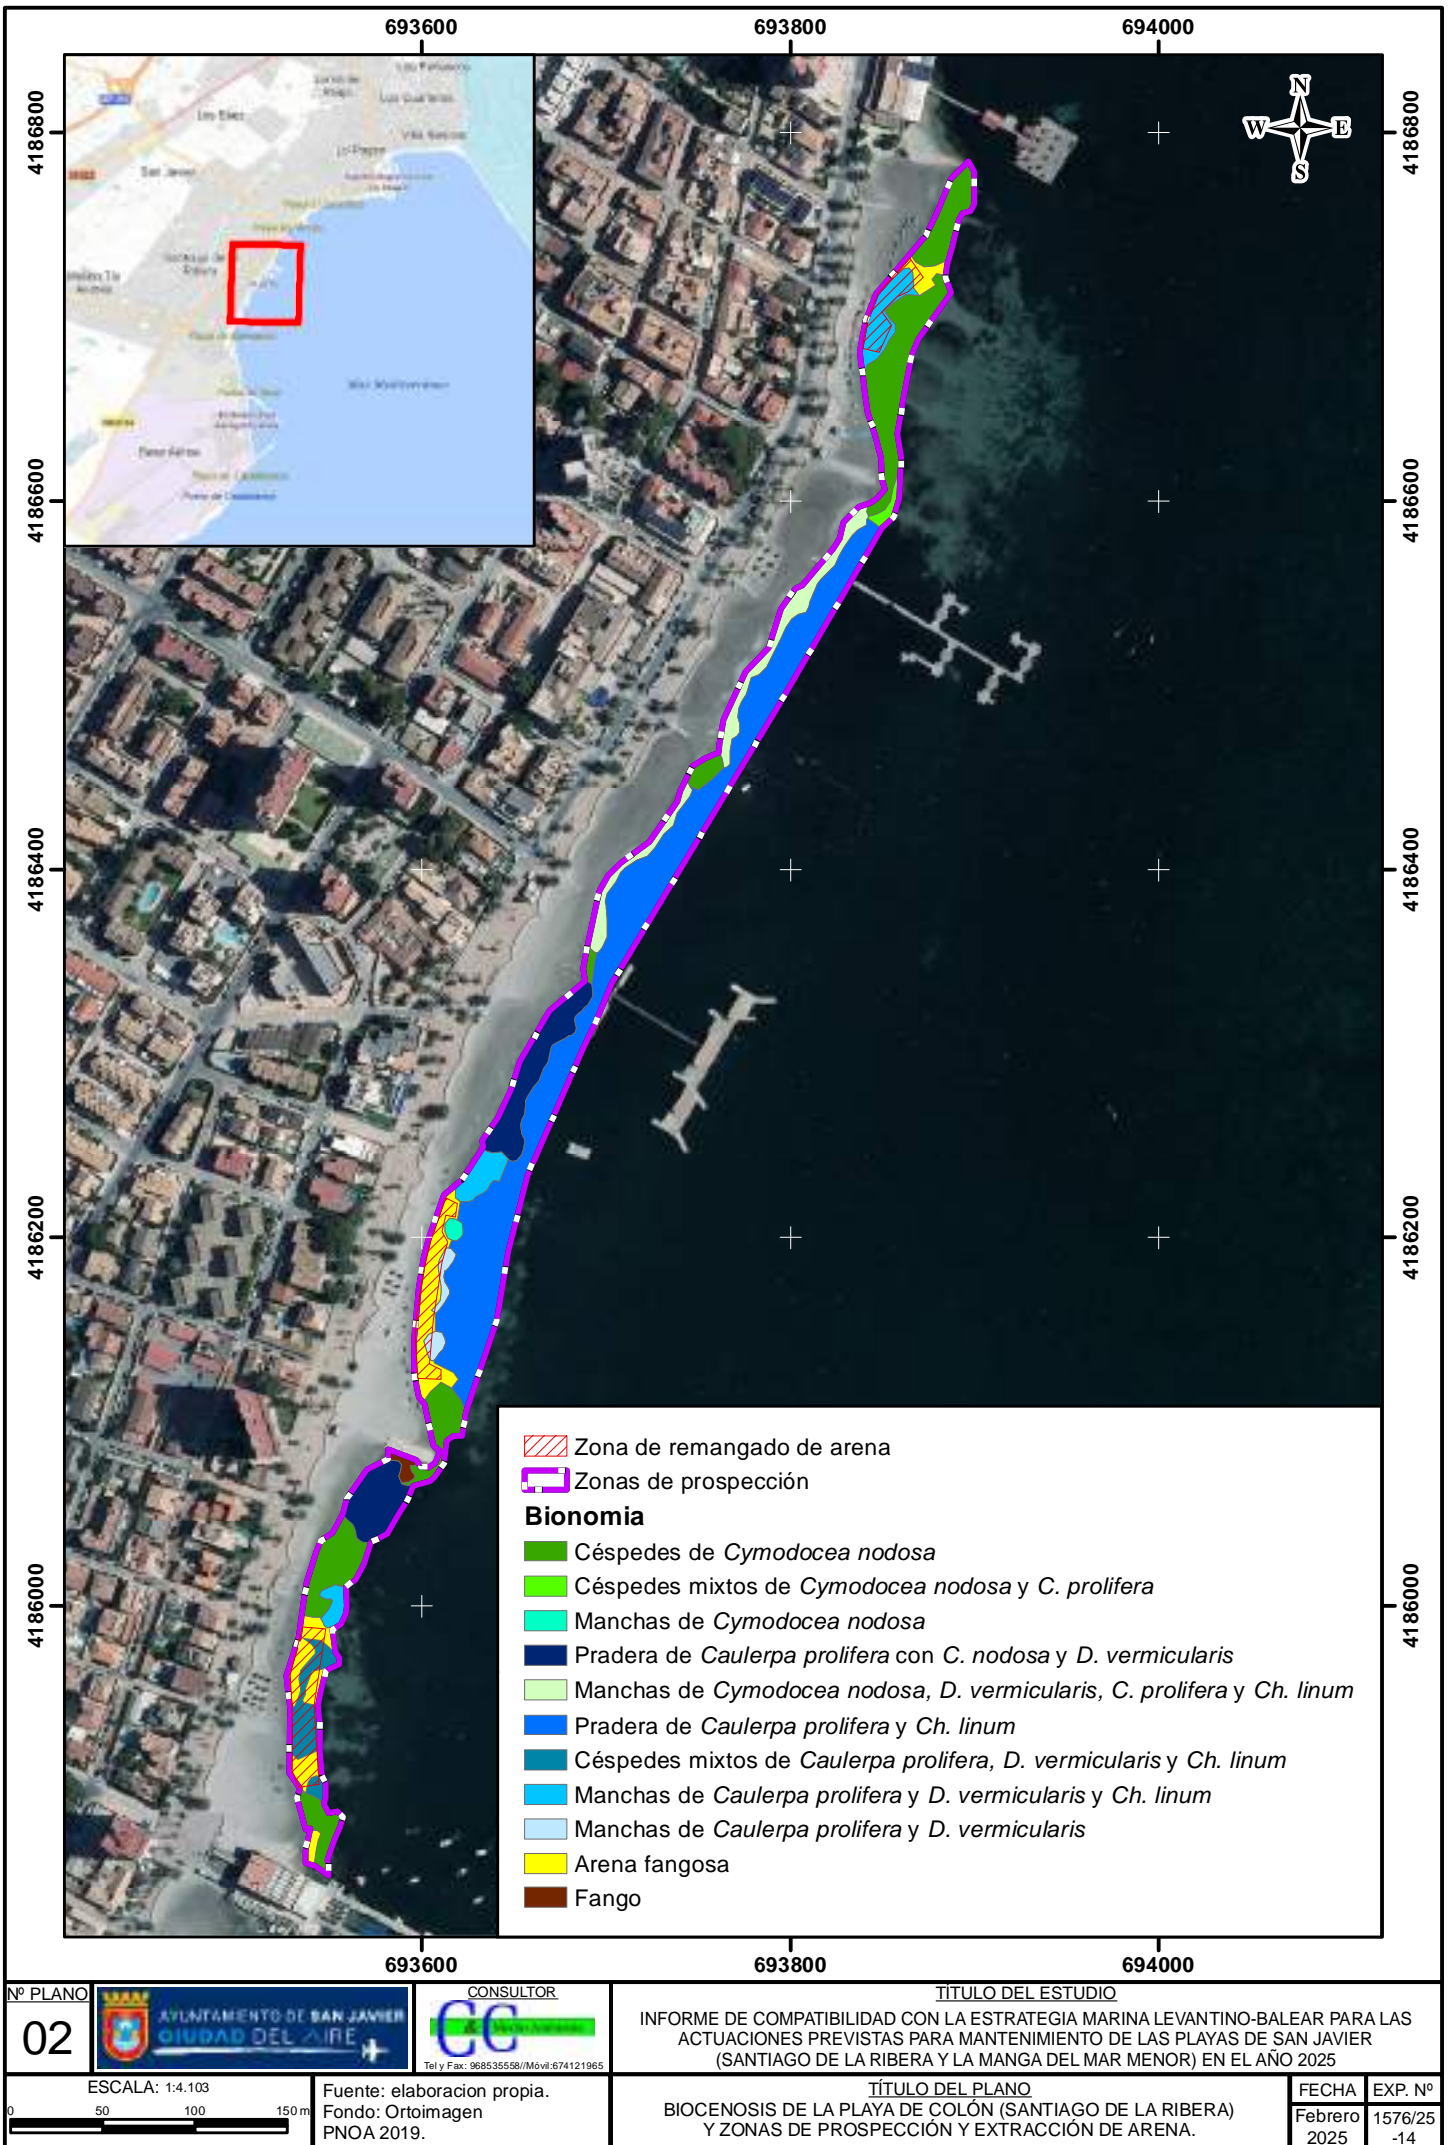 693600 693800 694000
4186800 4186800
4186600 4186600
4186400 4186400
4186200 4186200
4186000 4186000
N
W E
S
Zona de remangado de arena
Zonas de prospección
Bionomia
Céspedes de Cymodocea nodosa
Céspedes mixtos de Cymodocea nodosa y C. prolifera
Manchas de Cymodocea nodosa
Pradera de Caulerpa prolifera con C. nodosa y D. vermicularis
Manchas de Cymodocea nodosa, D. vermicularis, C. prolifera y Ch. linum
Pradera de Caulerpa prolifera y Ch. linum
Céspedes mixtos de Caulerpa prolifera, D. vermicularis y Ch. linum
Manchas de Caulerpa prolifera y D. vermicularis y Ch. linum
Manchas de Caulerpa prolifera y D. vermicularis
Arena fangosa
Fango
693600 693800 694000
Nº PLANO
02
AYUNTAMIENTO DE SAN JAVIER
CIUDAD DEL AIRE
CONSULTOR
CC
&
Tel y Fax: 968535558//Móvil:674121965
TÍTULO DEL ESTUDIO
INFORME DE COMPATIBILIDAD CON LA ESTRATEGIA MARINA LEVANTINO-BALEAR PARA LAS
ACTUACIONES PREVISTAS PARA MANTENIMIENTO DE LAS PLAYAS DE SAN JAVIER
(SANTIAGO DE LA RIBERA Y LA MANGA DEL MAR MENOR) EN EL AÑO 2025
ESCALA: 1:4.103
0 50 100 150 m
Fuente: elaboracion propia.
Fondo: Ortoimagen
PNOA 2019.
TÍTULO DEL PLANO
BIOCENOSIS DE LA PLAYA DE COLÓN (SANTIAGO DE LA RIBERA)
Y ZONAS DE PROSPECCIÓN Y EXTRACCIÓN DE ARENA.
FECHA
Febrero
2025
EXP. Nº
1576/25
-14